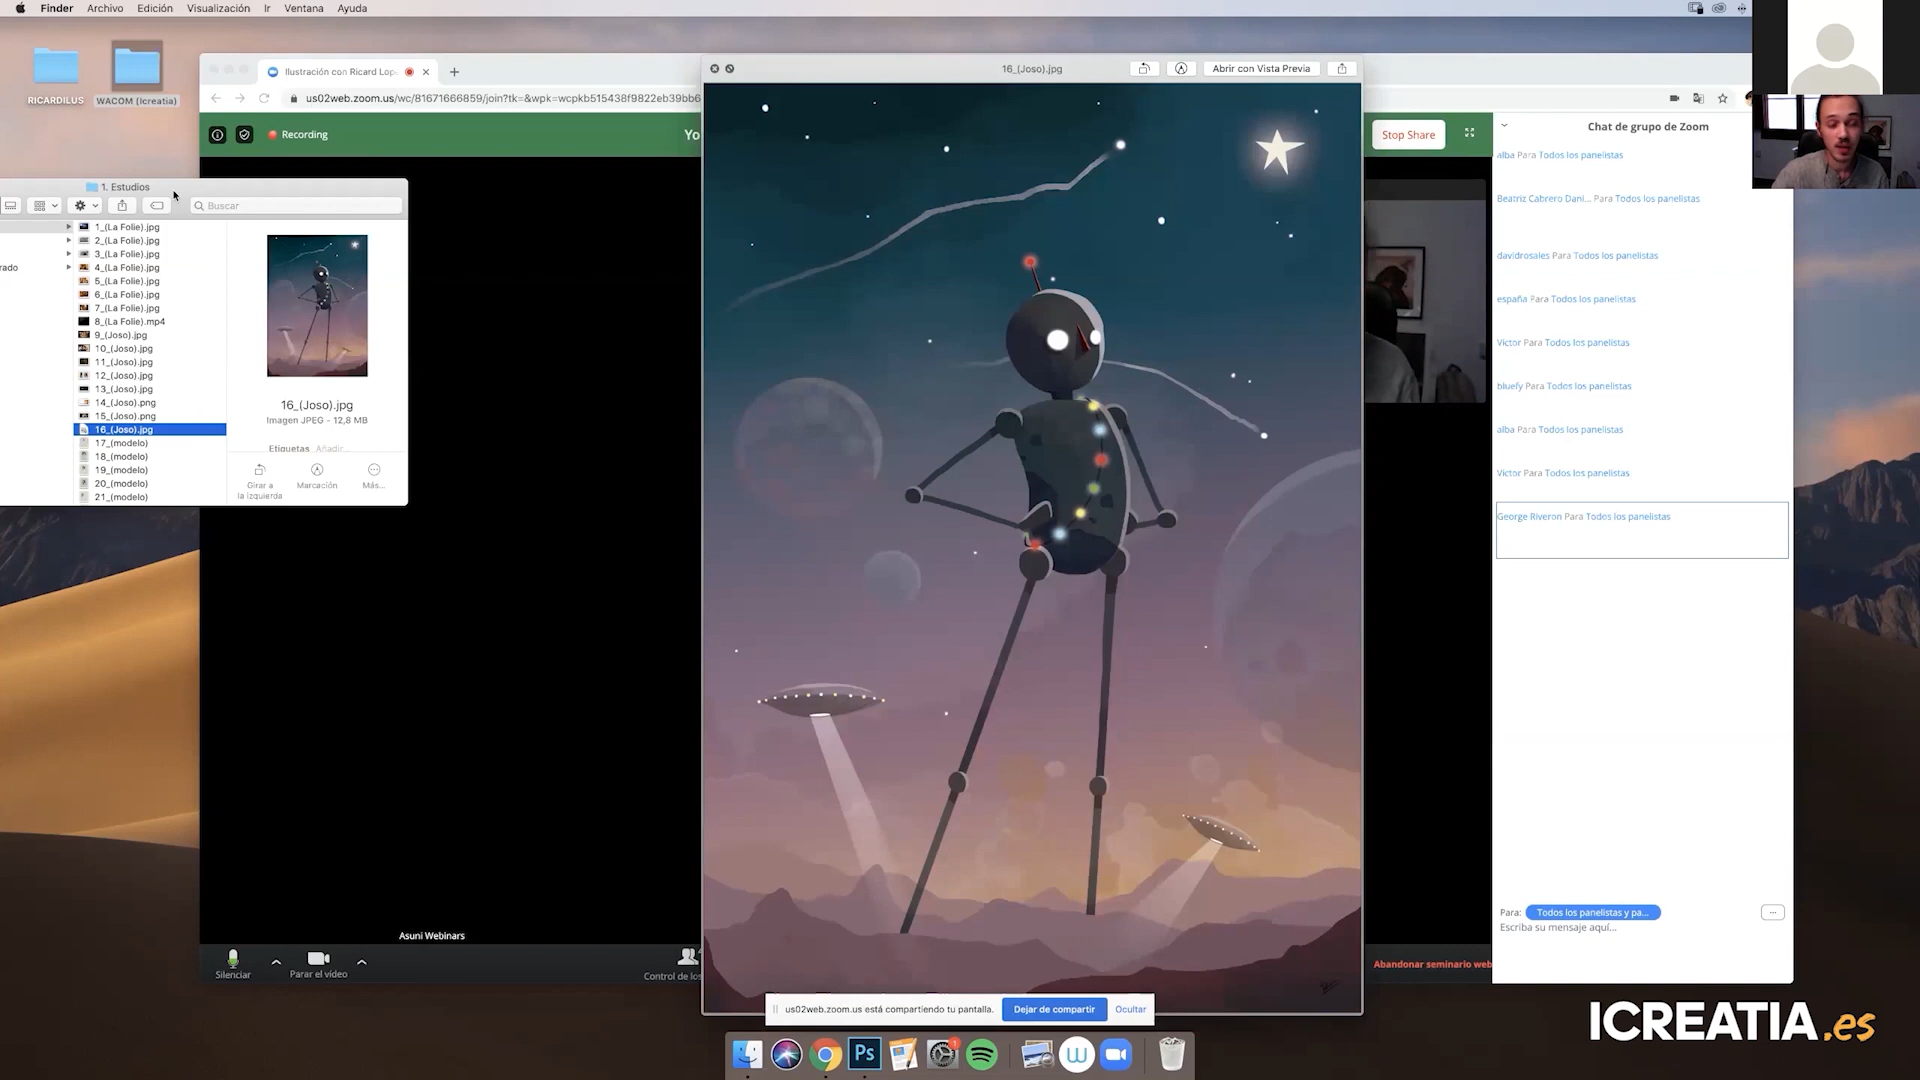 Finder Archivo Edición Visualización Ir Ventana Ayuda
RICARDILUS
WACOM (Icreatia)
Ilustración con Ricard Lop
us02web.zoom.us/wc/81671666859/join?tk=&wpk=wcpkb515438f9822eb39bb6
Recording
Yo
Stop Share
16_(Joso).jpg
Abrir con Vista Previa
1. Estudios
Buscar
rado
1_(La Folie).jpg
2_(La Folie).jpg
3_(La Folie).jpg
4_(La Folie).jpg
5_(La Folie).jpg
6_(La Folie).jpg
7_(La Folie).jpg
8_(La Folie).mp4
9_(Joso).jpg
10_(Joso).jpg
11_(Joso).jpg
12_(Joso).jpg
13_(Joso).jpg
14_(Joso).png
15_(Joso).png
16_(Joso).jpg
17_(modelo)
18_(modelo)
19_(modelo)
20_(modelo)
21_(modelo)
16_(Joso).jpg
Imagen JPEG - 12,8 MB
Etiquetas Añadir...
Girar a la izquierda
Marcación
Más...
Chat de grupo de Zoom
alba Para Todos los panelistas
Beatriz Cabrero Dani... Para Todos los panelistas
davidrosales Para Todos los panelistas
españa Para Todos los panelistas
Victor Para Todos los panelistas
bluefy Para Todos los panelistas
alba Para Todos los panelistas
Victor Para Todos los panelistas
George Riveron Para Todos los panelistas
Para: Todos los panelistas y pa...
Escriba su mensaje aquí...
Asuni Webinars
Silenciar
Parar el vídeo
Control de los
Abandonar seminario web
us02web.zoom.us está compartiendo tu pantalla.
Dejar de compartir
Ocultar
Ps
1
ICREATIA.es